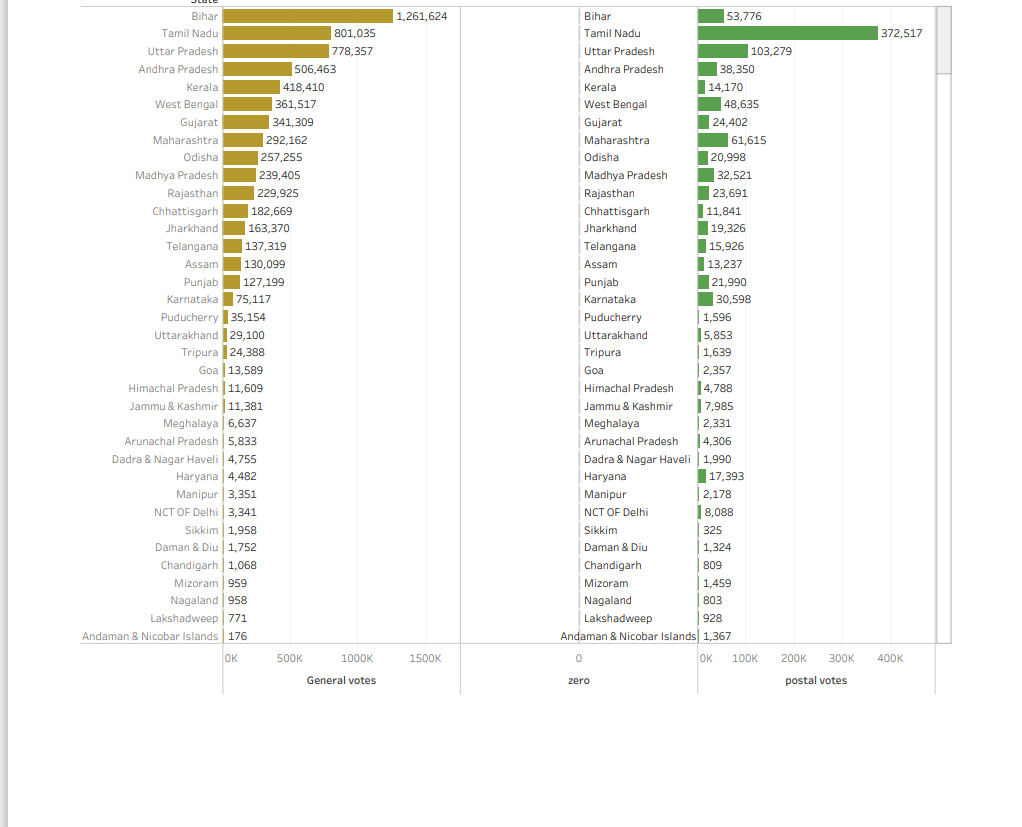 State
Bihar 1,261,624 Bihar 53,776
Tamil Nadu 801,035 Tamil Nadu 372,517
Uttar Pradesh 778,357 Uttar Pradesh 103,279
Andhra Pradesh 506,463 Andhra Pradesh 38,350
Kerala 418,410 Kerala 14,170
West Bengal 361,517 West Bengal 48,635
Gujarat 341,309 Gujarat 24,402
Maharashtra 292,162 Maharashtra 61,615
Odisha 257,255 Odisha 20,998
Madhya Pradesh 239,405 Madhya Pradesh 32,521
Rajasthan 229,925 Rajasthan 23,691
Chhattisgarh 182,669 Chhattisgarh 11,841
Jharkhand 163,370 Jharkhand 19,326
Telangana 137,319 Telangana 15,926
Assam 130,099 Assam 13,237
Punjab 127,199 Punjab 21,990
Karnataka 75,117 Karnataka 30,598
Puducherry 35,154 Puducherry 1,596
Uttarakhand 29,100 Uttarakhand 5,853
Tripura 24,388 Tripura 1,639
Goa 13,589 Goa 2,357
Himachal Pradesh 11,609 Himachal Pradesh 4,788
Jammu & Kashmir 11,381 Jammu & Kashmir 7,985
Meghalaya 6,637 Meghalaya 2,331
Arunachal Pradesh 5,833 Arunachal Pradesh 4,306
Dadra & Nagar Haveli 4,755 Dadra & Nagar Haveli 1,990
Haryana 4,482 Haryana 17,393
Manipur 3,351 Manipur 2,178
NCT OF Delhi 3,341 NCT OF Delhi 8,088
Sikkim 1,958 Sikkim 325
Daman & Diu 1,752 Daman & Diu 1,324
Chandigarh 1,068 Chandigarh 809
Mizoram 959 Mizoram 1,459
Nagaland 958 Nagaland 803
Lakshadweep 771 Lakshadweep 928
Andaman & Nicobar Islands 176 Andaman & Nicobar Islands 1,367
0K 500K 1000K 1500K 0 0K 100K 200K 300K 400K
General votes zero postal votes